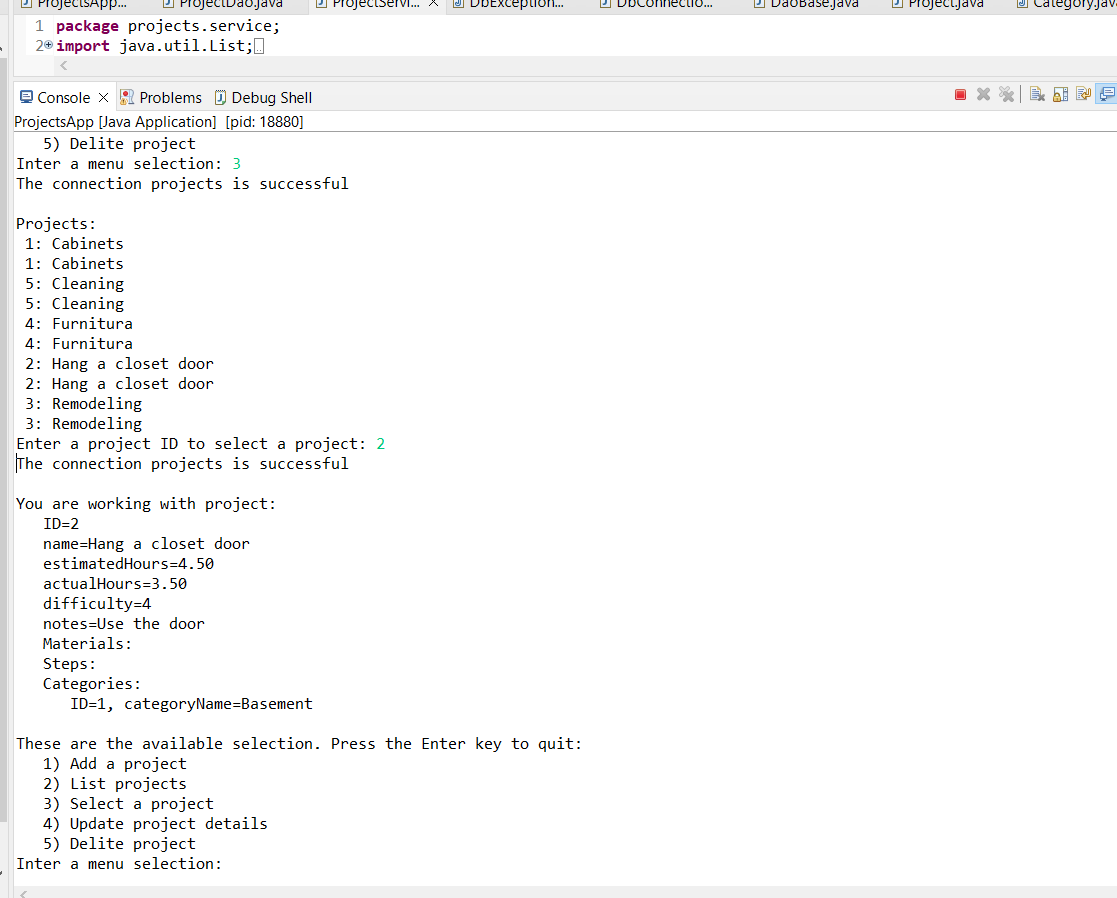 ProjectsApp... ProjectDao.java ProjectServi... DbException... DbConnectio... DaoBase.java Project.java Category.jav
1 package projects.service;
2 import java.util.List;
Console Problems Debug Shell
ProjectsApp [Java Application] [pid: 18880]
5) Delite project
Inter a menu selection: 3
The connection projects is successful
Projects:
1: Cabinets
1: Cabinets
5: Cleaning
5: Cleaning
4: Furnitura
4: Furnitura
2: Hang a closet door
2: Hang a closet door
3: Remodeling
3: Remodeling
Enter a project ID to select a project: 2
The connection projects is successful
You are working with project:
ID=2
name=Hang a closet door
estimatedHours=4.50
actualHours=3.50
difficulty=4
notes=Use the door
Materials:
Steps:
Categories:
ID=1, categoryName=Basement
These are the available selection. Press the Enter key to quit:
1) Add a project
2) List projects
3) Select a project
4) Update project details
5) Delite project
Inter a menu selection: